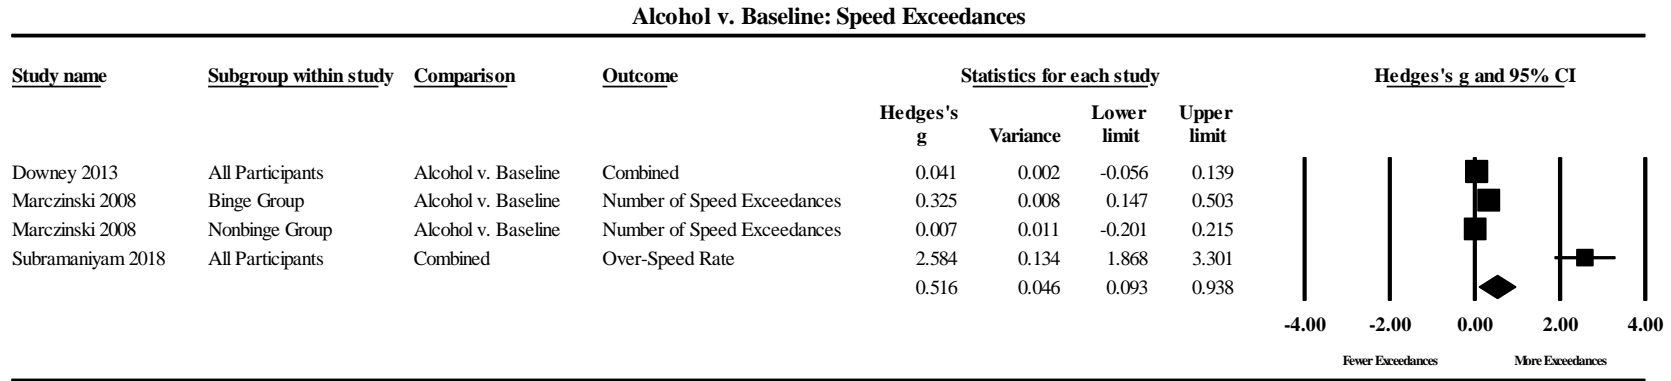 Alcohol v. Baseline: Speed Exceedances
Study name Subgroup within study Comparison Outcome Statistics for each study Hedges's g and 95% CI
Hedges's g Variance Lower limit Upper limit
Downey 2013 All Participants Alcohol v. Baseline Combined 0.041 0.002 -0.056 0.139
Marczinski 2008 Binge Group Alcohol v. Baseline Number of Speed Exceedances 0.325 0.008 0.147 0.503
Marczinski 2008 Nonbinge Group Alcohol v. Baseline Number of Speed Exceedances 0.007 0.011 -0.201 0.215
Subramaniyam 2018 All Participants Combined Over-Speed Rate 2.584 0.134 1.868 3.301
0.516 0.046 0.093 0.938
-4.00 -2.00 0.00 2.00 4.00
Fewer Exceedances More Exceedances